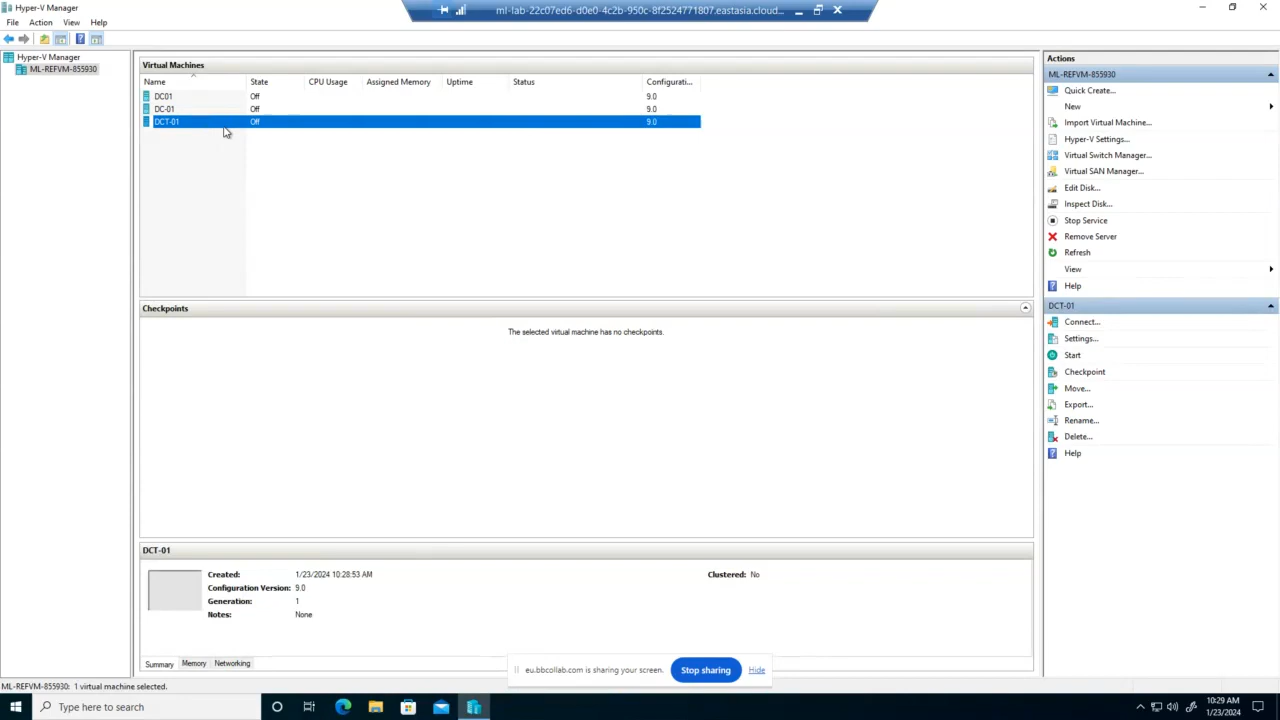 Hyper-V Manager
ml-lab-22c07ed6-d0e0-4c2b-950c-8f2524771807.eastasia.cloud...
File Action View Help
Hyper-V Manager
ML-REFVM-855930
Virtual Machines
Name State CPU Usage Assigned Memory Uptime Status Configurati...
DC01 Off 9.0
DC-01 Off 9.0
DCT-01 Off 9.0
Checkpoints
The selected virtual machine has no checkpoints.
DCT-01
Created: 1/23/2024 10:28:53 AM Clustered: No
Configuration Version: 9.0
Generation: 1
Notes: None
Summary Memory Networking
Actions
ML-REFVM-855930
Quick Create...
New
Import Virtual Machine...
Hyper-V Settings...
Virtual Switch Manager...
Virtual SAN Manager...
Edit Disk...
Inspect Disk...
Stop Service
Remove Server
Refresh
View
Help
DCT-01
Connect...
Settings...
Start
Checkpoint
Move...
Export...
Rename...
Delete...
Help
eu.bbcollab.com is sharing your screen. Stop sharing Hide
ML-REFVM-855930: 1 virtual machine selected.
Type here to search
10:29 AM
1/23/2024